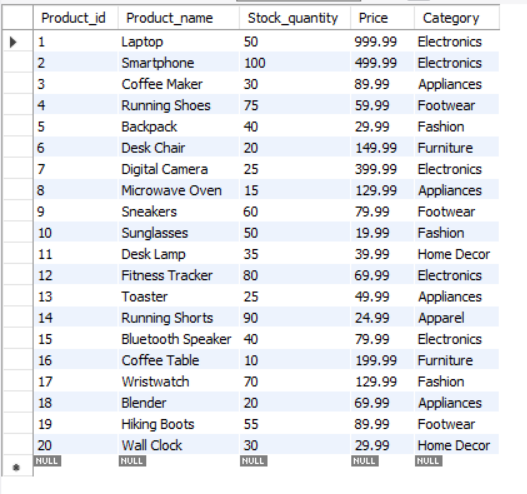 Product_id Product_name Stock_quantity Price Category
1 Laptop 50 999.99 Electronics
2 Smartphone 100 499.99 Electronics
3 Coffee Maker 30 89.99 Appliances
4 Running Shoes 75 59.99 Footwear
5 Backpack 40 29.99 Fashion
6 Desk Chair 20 149.99 Furniture
7 Digital Camera 25 399.99 Electronics
8 Microwave Oven 15 129.99 Appliances
9 Sneakers 60 79.99 Footwear
10 Sunglasses 50 19.99 Fashion
11 Desk Lamp 35 39.99 Home Decor
12 Fitness Tracker 80 69.99 Electronics
13 Toaster 25 49.99 Appliances
14 Running Shorts 90 24.99 Apparel
15 Bluetooth Speaker 40 79.99 Electronics
16 Coffee Table 10 199.99 Furniture
17 Wristwatch 70 129.99 Fashion
18 Blender 20 69.99 Appliances
19 Hiking Boots 55 89.99 Footwear
20 Wall Clock 30 29.99 Home Decor
NULL NULL NULL NULL NULL